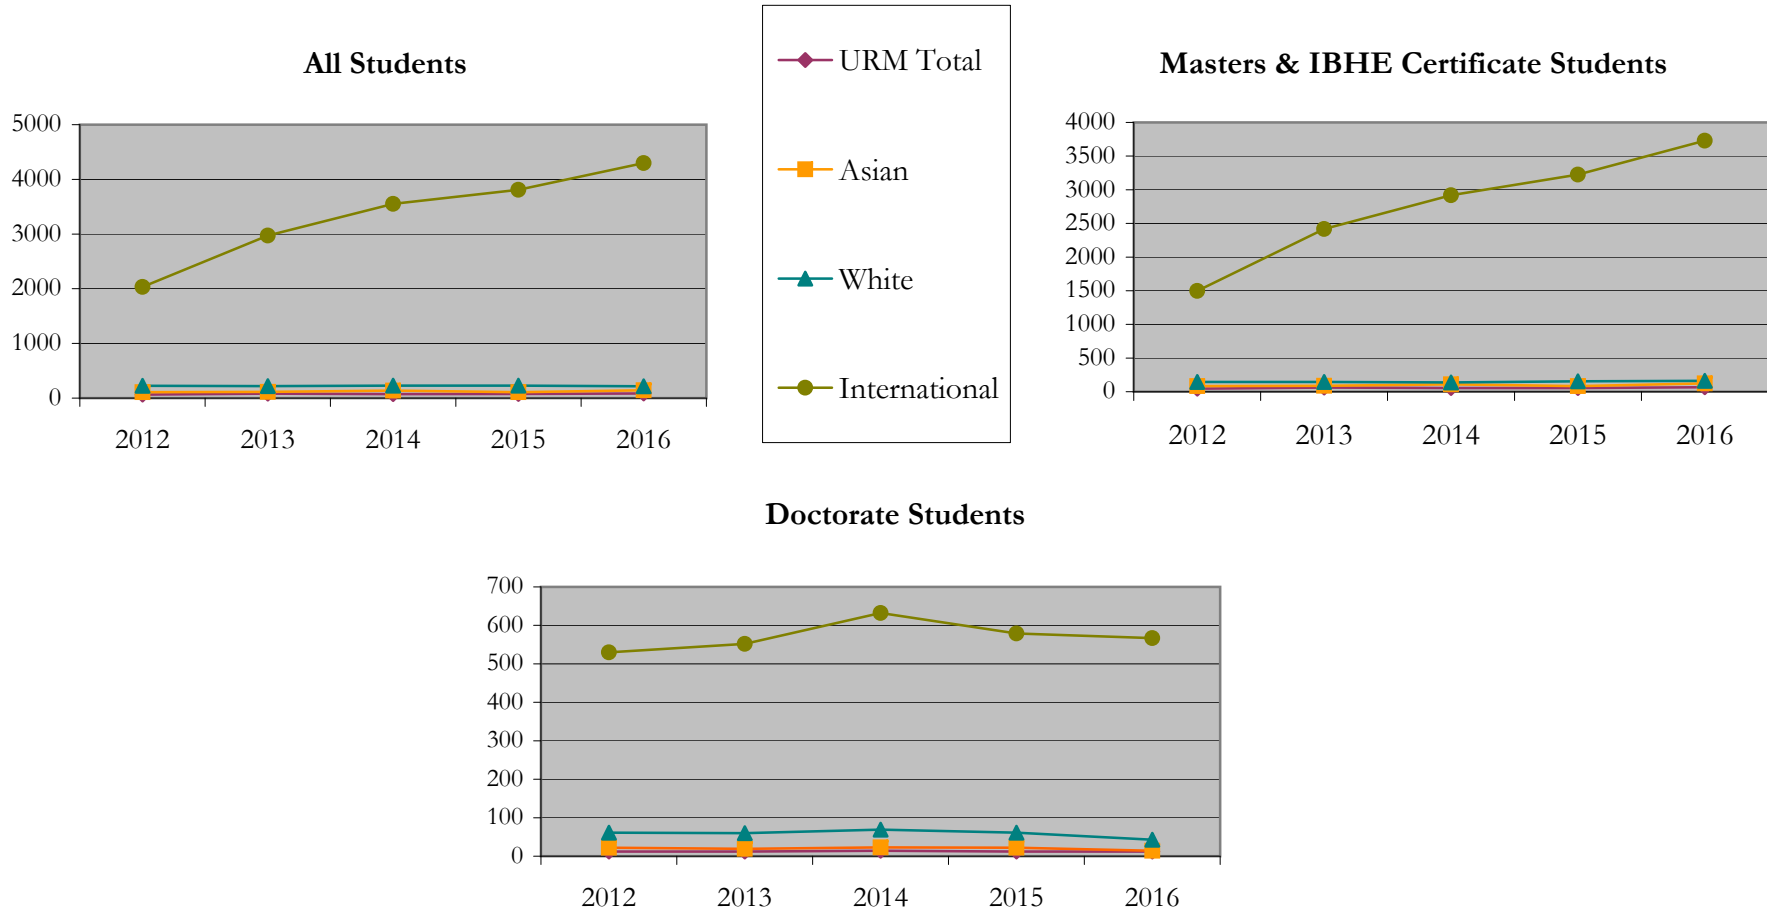 All Students
5000
4000
3000
2000
1000
0
2012 2013 2014 2015 2016
URM Total
Asian
White
International
Masters & IBHE Certificate Students
4000
3500
3000
2500
2000
1500
1000
500
0
2012 2013 2014 2015 2016
Doctorate Students
700
600
500
400
300
200
100
0
2012 2013 2014 2015 2016